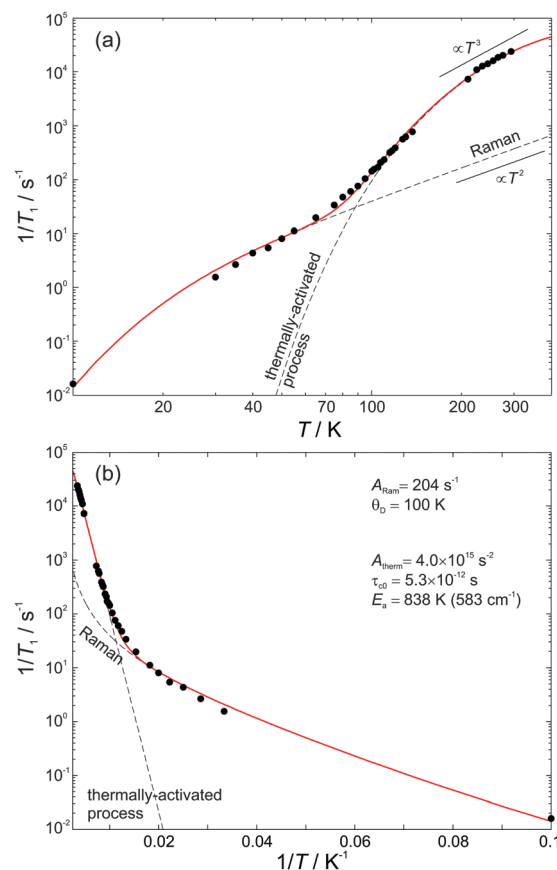 (a)
10⁵
10⁴
10³
10²
10¹
10⁰
10⁻¹
10⁻²
1/T₁ / s⁻¹
∝T³
Raman
∝T²
thermally-activated
process
20 40 70 100 200 300
T / K
(b)
10⁵
10⁴
10³
10²
10¹
10⁰
10⁻¹
10⁻²
1/T₁ / s⁻¹
A_Ram= 204 s⁻¹
θ_D = 100 K
A_therm= 4.0×10¹⁵ s⁻²
τ_c0 = 5.3×10⁻¹² s
E_a = 838 K (583 cm⁻¹)
Raman
thermally-activated
process
0.02 0.04 0.06 0.08 0.1
1/T / K⁻¹